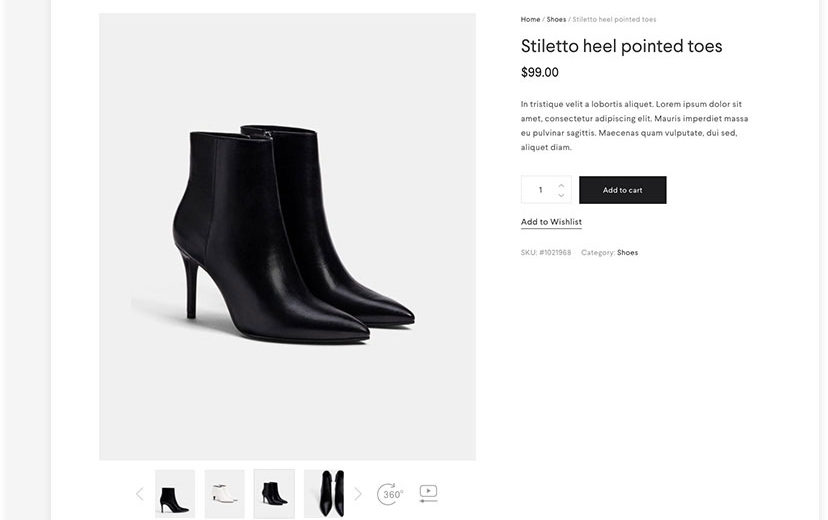 Home / Shoes / Stiletto heel pointed toes
Stiletto heel pointed toes
$99.00
In tristique velit a lobortis aliquet. Lorem ipsum dolor sit
amet, consectetur adipiscing elit. Mauris imperdiet massa
eu pulvinar sagittis. Maecenas quam vulputate, dui sed,
aliquet diam.
1
Add to cart
Add to Wishlist
SKU: #1021968 Category: Shoes
360°